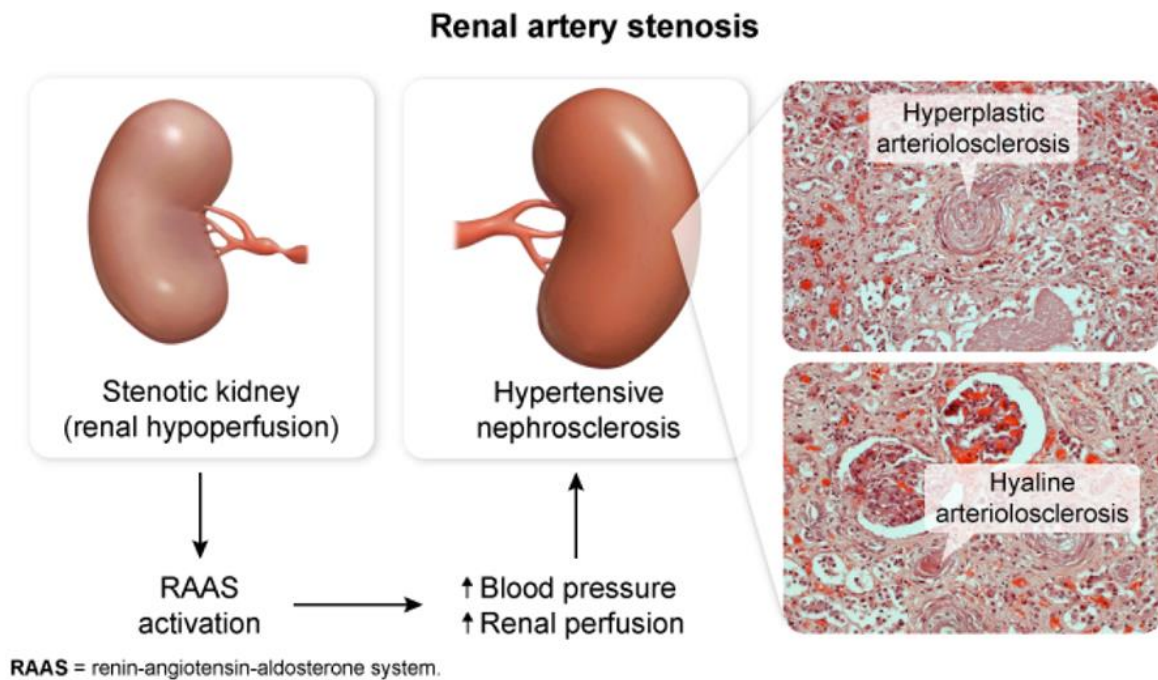 Renal artery stenosis
Stenotic kidney
(renal hypoperfusion)
Hypertensive
nephrosclerosis
Hyperplastic
arteriolosclerosis
Hyaline
arteriolosclerosis
RAAS
activation
↑ Blood pressure
↑ Renal perfusion
RAAS = renin-angiotensin-aldosterone system.